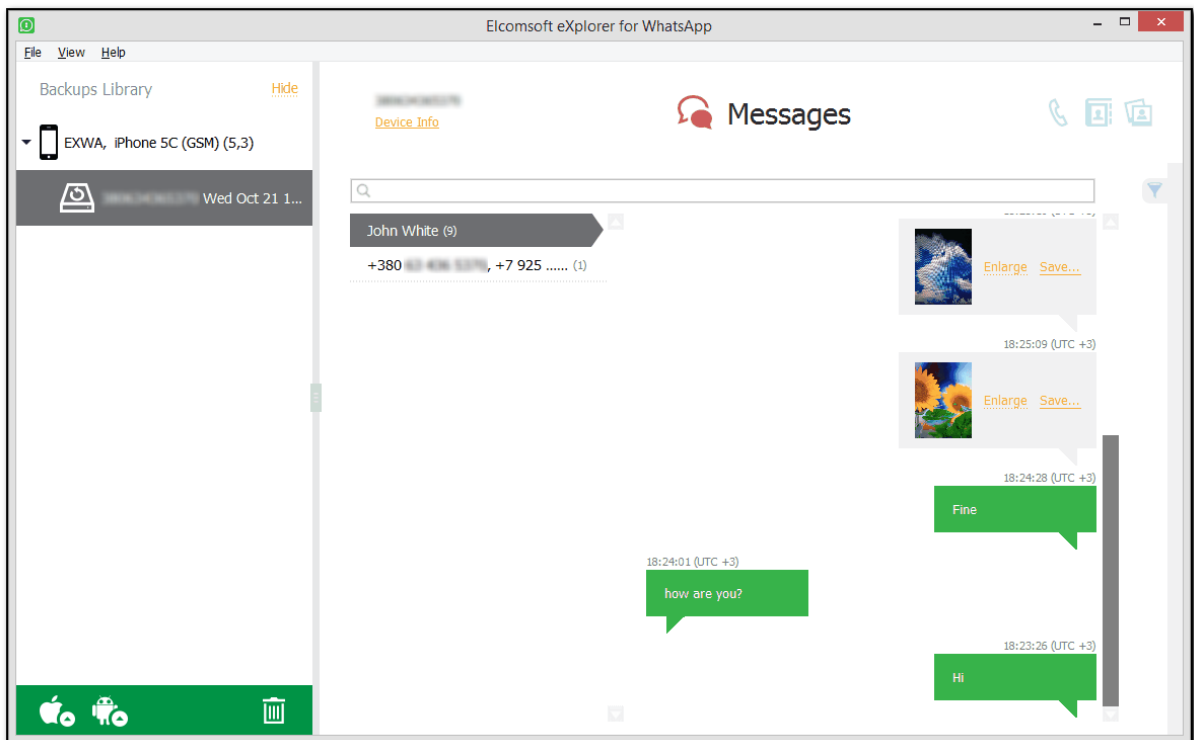 Elcomsoft eXplorer for WhatsApp
File View Help
Backups Library Hide
EXWA, iPhone 5C (GSM) (5,3)
Wed Oct 21 1...
Device Info
Messages
John White (9)
+380 , +7 925 ...... (1)
Enlarge Save...
18:25:09 (UTC +3)
Enlarge Save...
18:24:28 (UTC +3)
Fine
18:24:01 (UTC +3)
how are you?
18:23:26 (UTC +3)
Hi